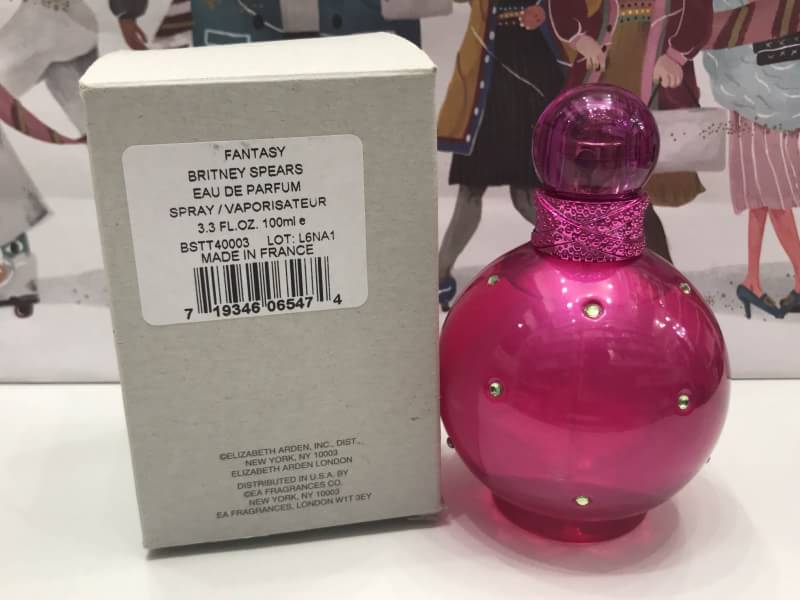 FANTASY
BRITNEY SPEARS
EAU DE PARFUM
SPRAY / VAPORISATEUR
3.3 FL.OZ. 100ml e
BSTT40003 LOT: L6NA1
MADE IN FRANCE
7 19346 06547 4
©ELIZABETH ARDEN, INC., DIST.,
NEW YORK, NY 10003
ELIZABETH ARDEN LONDON
DISTRIBUTED IN U.S.A. BY
©EA FRAGRANCES CO.
NEW YORK, NY 10003
EA FRAGRANCES, LONDON W1T 3EY